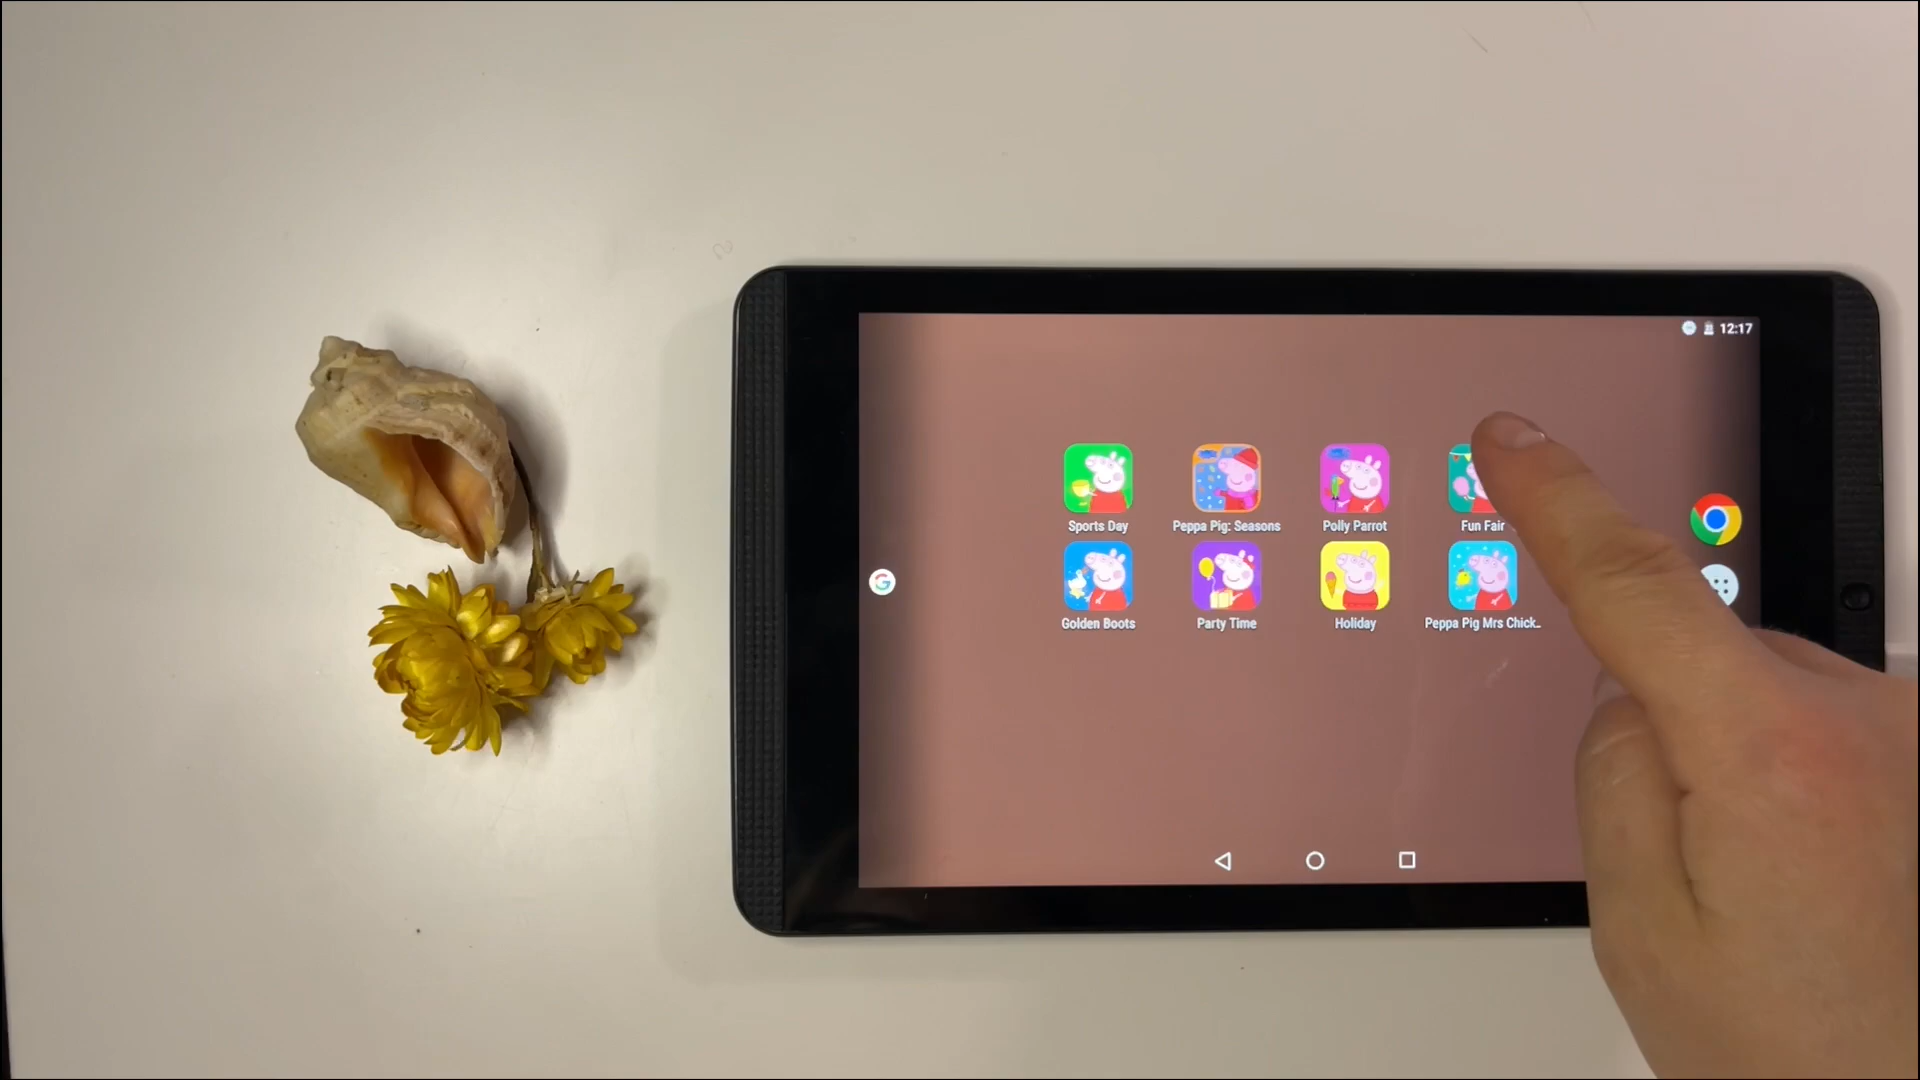 12:17
Sports Day
Peppa Pig: Seasons
Polly Parrot
Fun Fair
Golden Boots
Party Time
Holiday
Peppa Pig Mrs Chick...